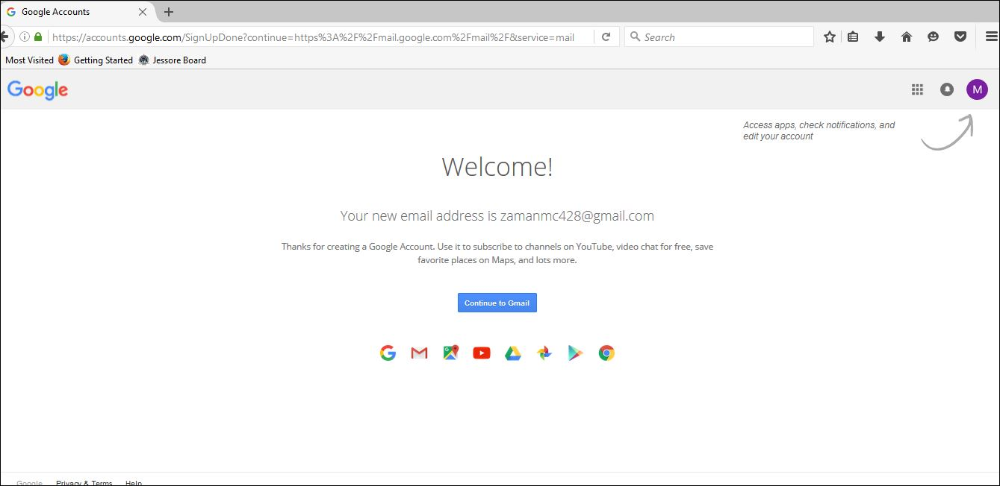 Google Accounts
https://accounts.google.com/SignUpDone?continue=https%3A%2F%2Fmail.google.com%2Fmail%2F&service=mail
Search
Most Visited Getting Started Jessore Board
Google
M
Access apps, check notifications, and
edit your account
Welcome!
Your new email address is zamanmc428@gmail.com
Thanks for creating a Google Account. Use it to subscribe to channels on YouTube, video chat for free, save
favorite places on Maps, and lots more.
Continue to Gmail
Google Privacy & Terms Help